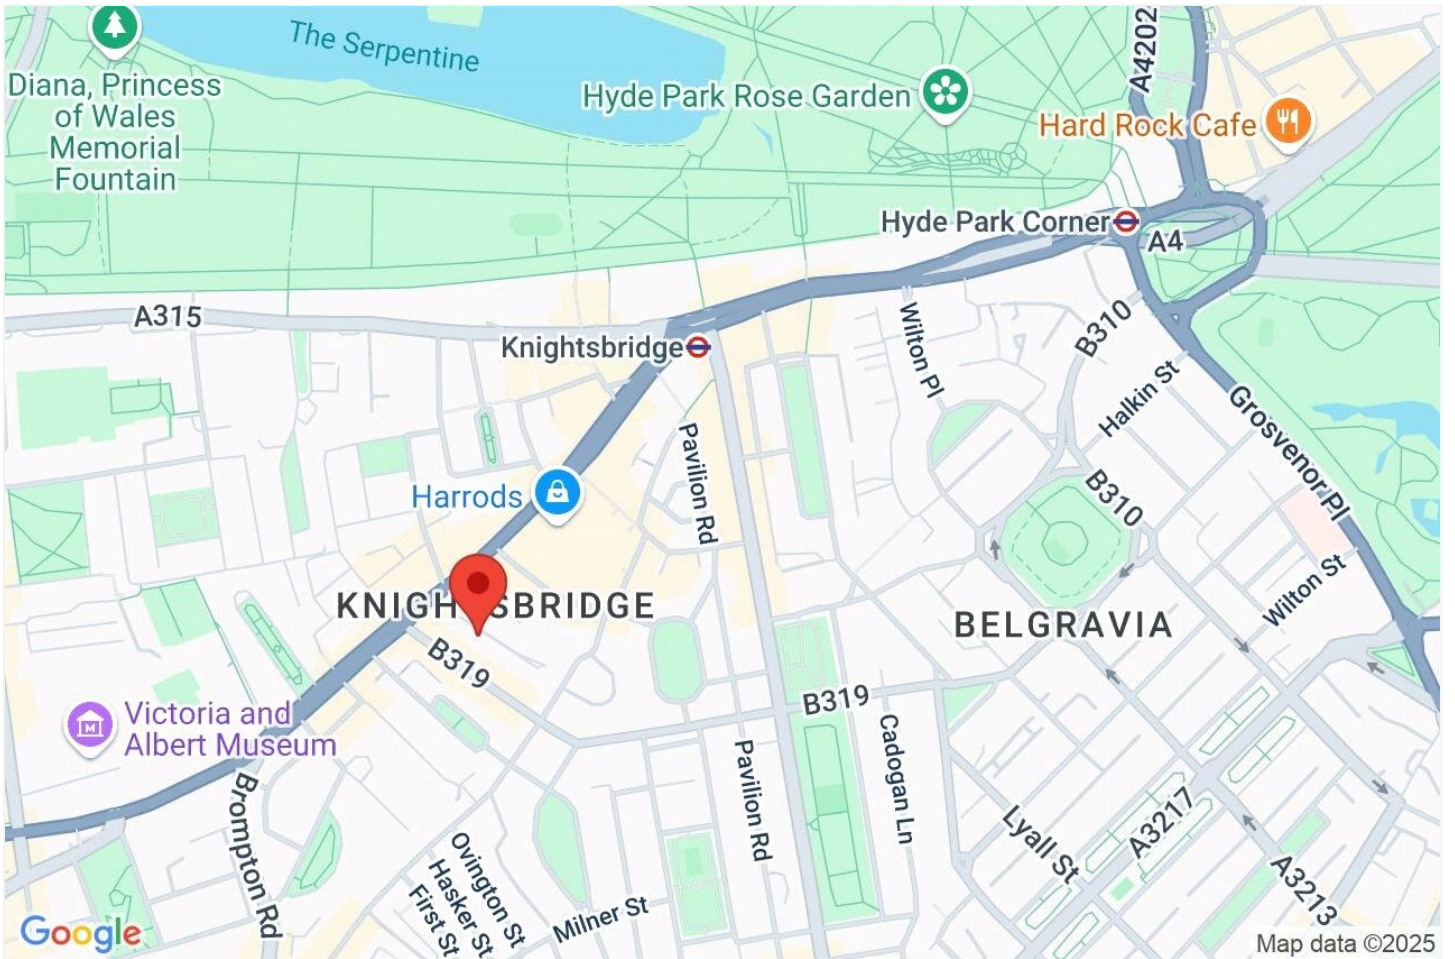 The Serpentine
A4202
Diana, Princess
of Wales
Memorial
Fountain
Hyde Park Rose Garden
Hard Rock Cafe
Hyde Park Corner
A4
A315
Knightsbridge
Wilton Pl
B310
Halkin St
Grosvenor Pl
Pavilion Rd
Harrods
B310
KNIGHTSBRIDGE
BELGRAVIA
Wilton St
B319
B319
Victoria and
Albert Museum
Cadogan Ln
Pavilion Rd
Brompton Rd
Lyall St
A3217
A3213
Ovington St
Hasker St
First St
Milner St
Google
Map data ©2025